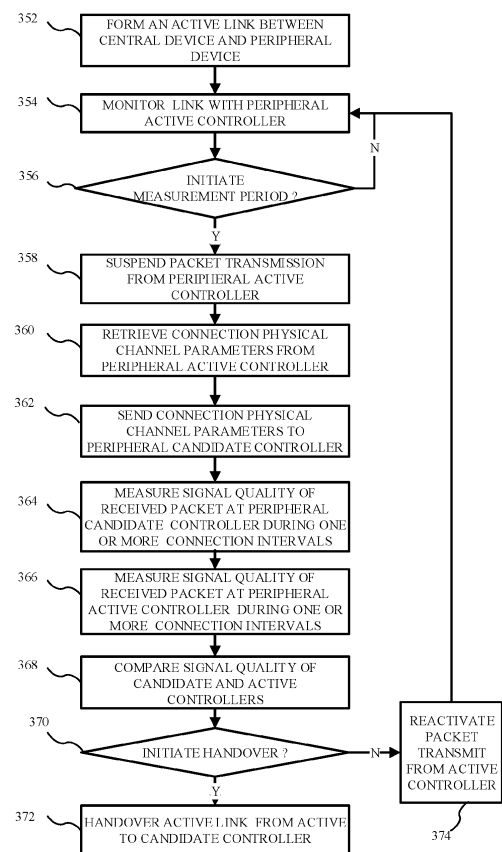 352
FORM AN ACTIVE LINK BETWEEN
CENTRAL DEVICE AND PERIPHERAL
DEVICE
354
MONITOR LINK WITH PERIPHERAL
ACTIVE CONTROLLER
N
356
INITIATE
MEASUREMENT PERIOD ?
Y
358
SUSPEND PACKET TRANSMISSION
FROM PERIPHERAL ACTIVE
CONTROLLER
360
RETRIEVE CONNECTION PHYSICAL
CHANNEL PARAMETERS FROM
PERIPHERAL ACTIVE CONTROLLER
362
SEND CONNECTION PHYSICAL
CHANNEL PARAMETERS TO
PERIPHERAL CANDIDATE CONTROLLER
364
MEASURE SIGNAL QUALITY OF
RECEIVED PACKET AT PERIPHERAL
CANDIDATE CONTROLLER DURING ONE
OR MORE CONNECTION INTERVALS
366
MEASURE SIGNAL QUALITY OF
RECEIVED PACKET AT PERIPHERAL
ACTIVE CONTROLLER DURING ONE OR
MORE CONNECTION INTERVALS
368
COMPARE SIGNAL QUALITY OF
CANDIDATE AND ACTIVE
CONTROLLERS
370
INITIATE HANDOVER ?
N
REACTIVATE
PACKET
TRANSMIT
FROM ACTIVE
CONTROLLER
374
Y
372
HANDOVER ACTIVE LINK FROM ACTIVE
TO CANDIDATE CONTROLLER